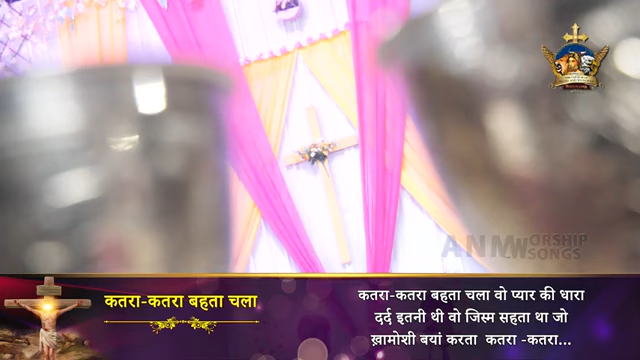 ANM WORSHIP
SONGS
कतरा-कतरा बहता चला
कतरा-कतरा बहता चला वो प्यार की धारा
दर्द इतनी थी वो जिस्म सहता था जो
ख़ामोशी बयां करता कतरा -कतरा...